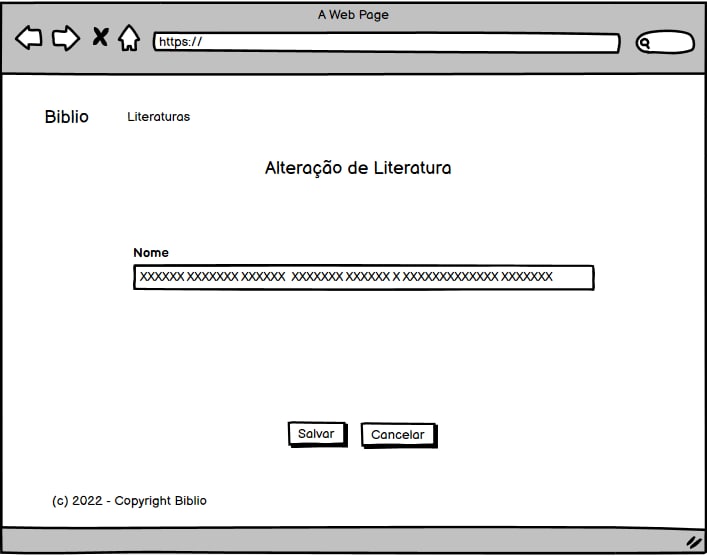 A Web Page
https://
Biblio Literaturas
Alteração de Literatura
Nome
XXXXXX XXXXXXX XXXXXX XXXXXXX XXXXXX X XXXXXXXXXXXXX XXXXXXX
Salvar Cancelar
(c) 2022 - Copyright Biblio